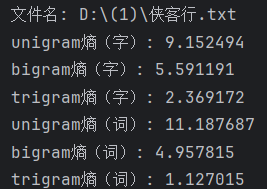 文件名: D:\(1)\侠客行.txt
unigram熵（字）: 9.152494
bigram熵（字）: 5.591191
trigram熵（字）: 2.369172
unigram熵（词）: 11.187687
bigram熵（词）: 4.957815
trigram熵（词）: 1.127015